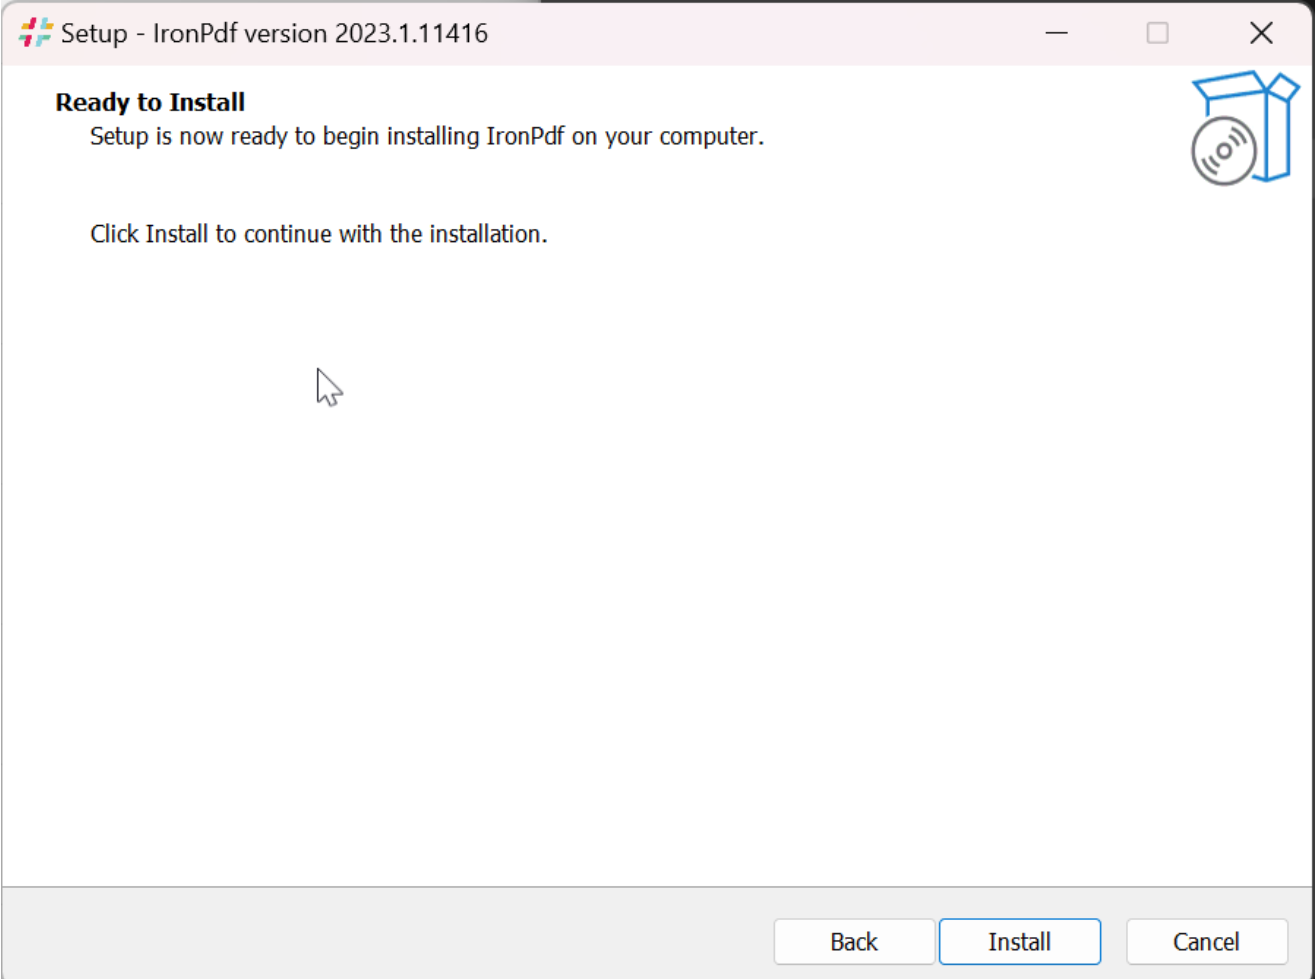 Setup - IronPdf version 2023.1.11416
Ready to Install
Setup is now ready to begin installing IronPdf on your computer.
Click Install to continue with the installation.
Back
Install
Cancel